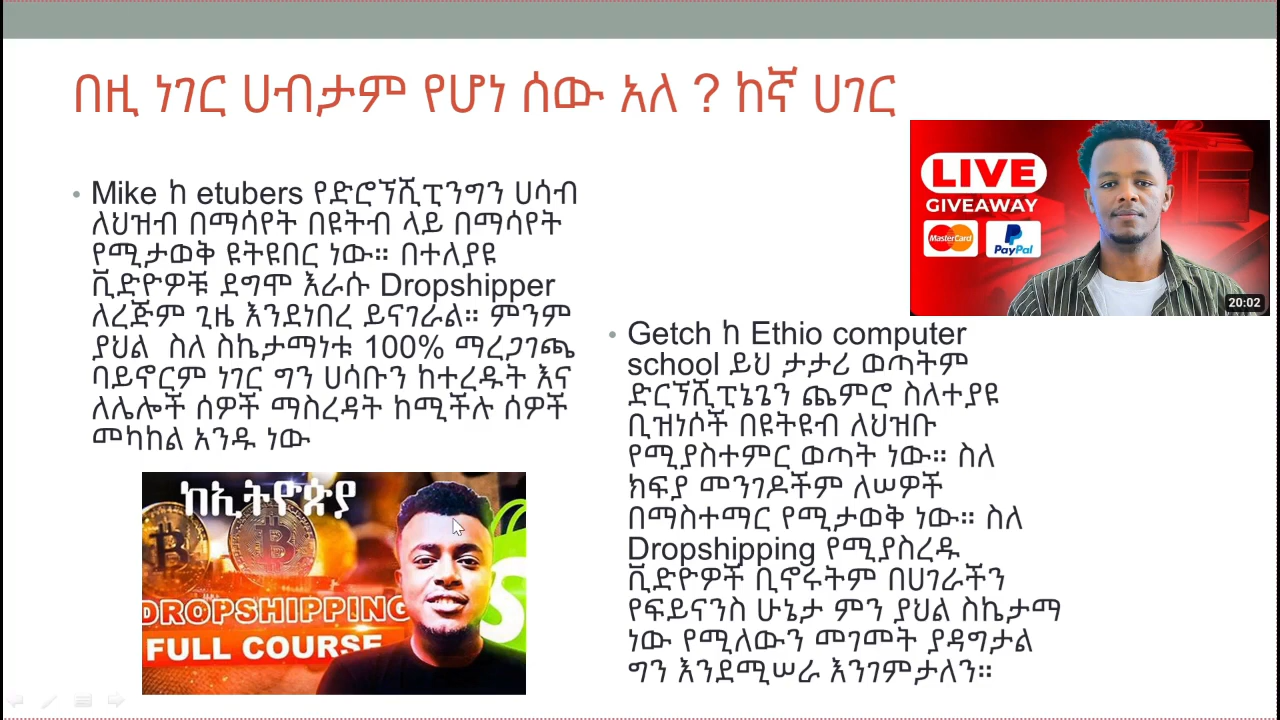 በዚ ነገር ሀብታም የሆነ ሰው አለ ? ከኛ ሀገር
Mike ከ etubers የድሮፕሺፒንግን ሀሳብ
ለህዝብ በማሳየት በዩትብ ላይ በማሳየት
የሚታወቅ ዩትዩበር ነው። በተለያዩ
ቪድዮዎቹ ደግሞ እራሱ Dropshipper
ለረጅም ጊዜ እንደነበረ ይናገራል። ምንም
ያህል ስለ ስኬታማነቱ 100% ማረጋገጫ
ባይኖርም ነገር ግን ሀሳቡን ከተረዱት እና
ለሌሎች ሰዎች ማስረዳት ከሚችሉ ሰዎች
መካከል አንዱ ነው
ከኢትዮጵያ
DROPSHIPPING
FULL COURSE
LIVE
GIVEAWAY
MasterCard
PayPal
20:02
Getch ከ Ethio computer
school ይህ ታታሪ ወጣትም
ድርፕሺፒኔጌን ጨምሮ ስለተያዩ
ቢዝነሶች በዩትዩብ ለህዝቡ
የሚያስተምር ወጣት ነው። ስለ
ክፍያ መንገዶችም ለሠዎች
በማስተማር የሚታወቅ ነው። ስለ
Dropshipping የሚያስረዱ
ቪድዮዎች ቢኖሩትም በሀገራችን
የፍይናንስ ሁኔታ ምን ያህል ስኬታማ
ነው የሚለውን መገመት ያዳግታል
ግን እንደሚሠራ እንገምታለን።